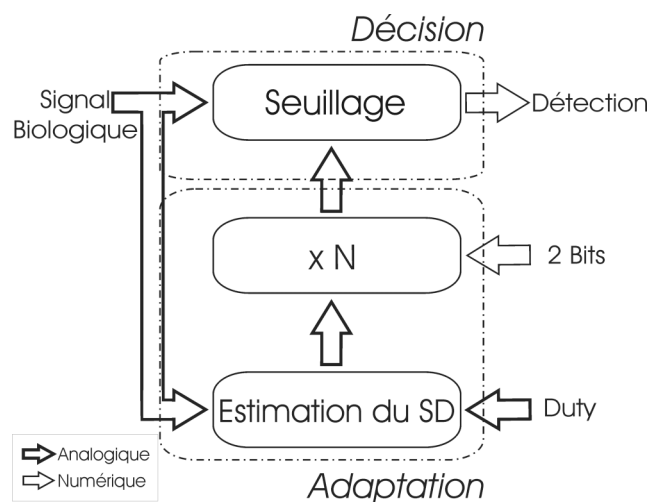 Décision
Signal
Biologique
Seuillage
Détection
x N
2 Bits
Estimation du SD
Duty
Analogique
Numérique
Adaptation